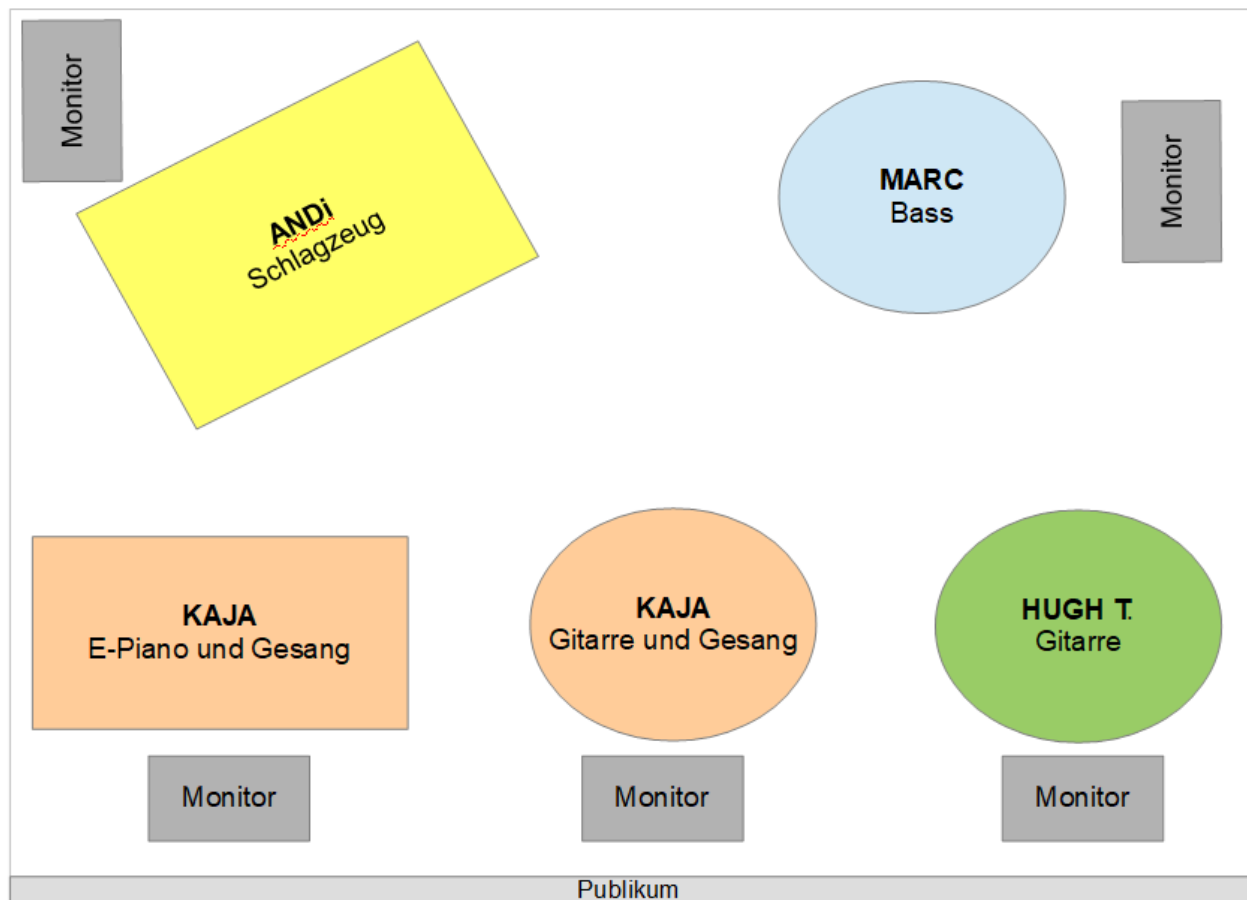 Monitor
ANDi
Schlagzeug
MARC
Bass
Monitor
KAJA
E-Piano und Gesang
KAJA
Gitarre und Gesang
HUGH T.
Gitarre
Monitor
Monitor
Monitor
Publikum